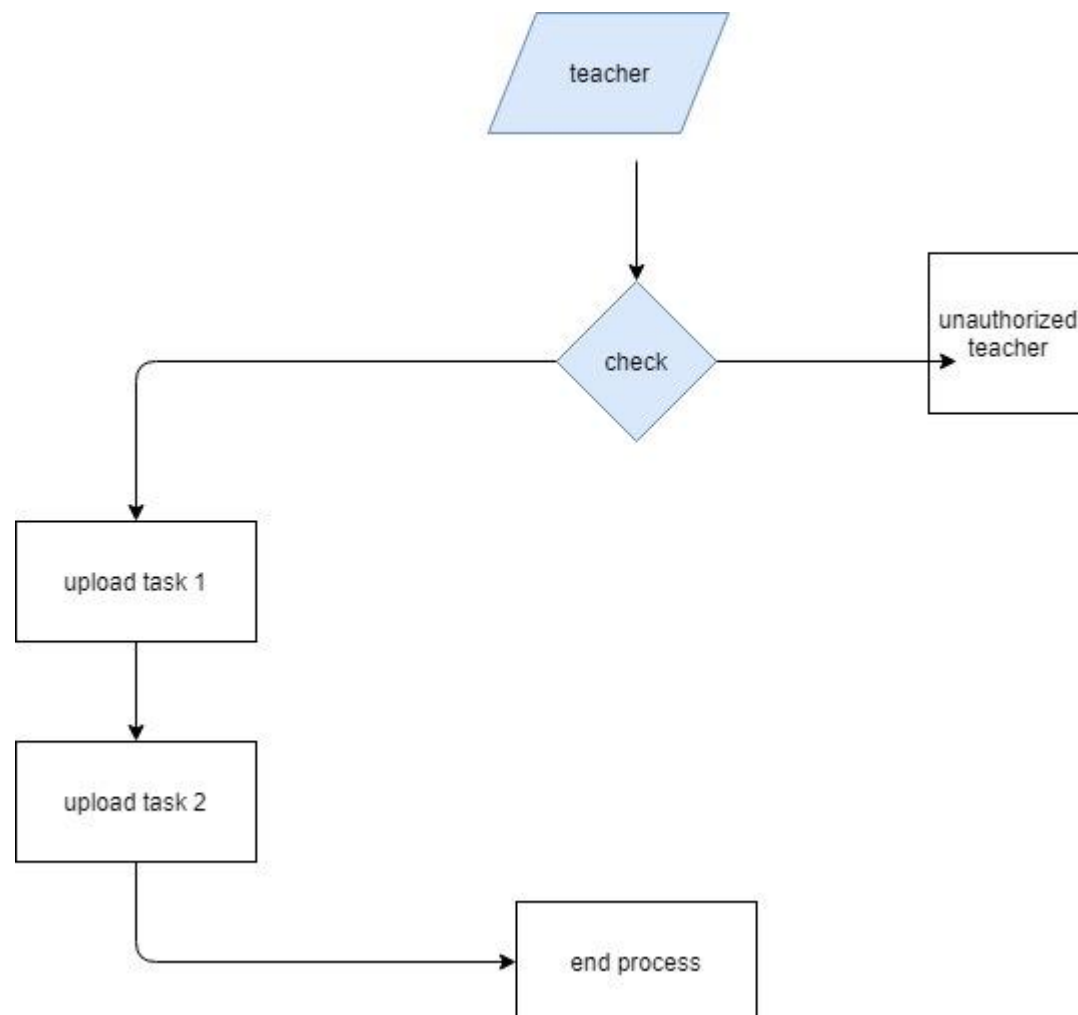 teacher
unauthorized
teacher
check
upload task 1
upload task 2
end process